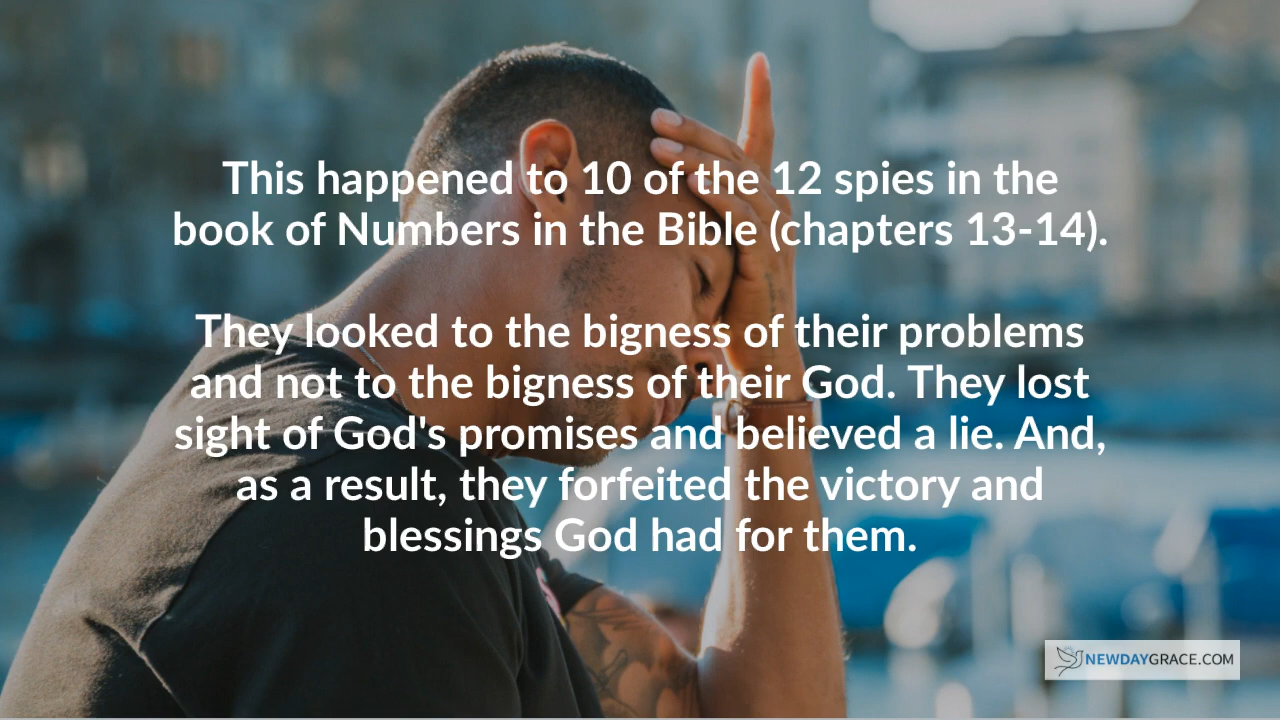 This happened to 10 of the 12 spies in the
book of Numbers in the Bible (chapters 13-14).
They looked to the bigness of their problems
and not to the bigness of their God. They lost
sight of God's promises and believed a lie. And,
as a result, they forfeited the victory and
blessings God had for them.
NEWDAYGRACE.COM